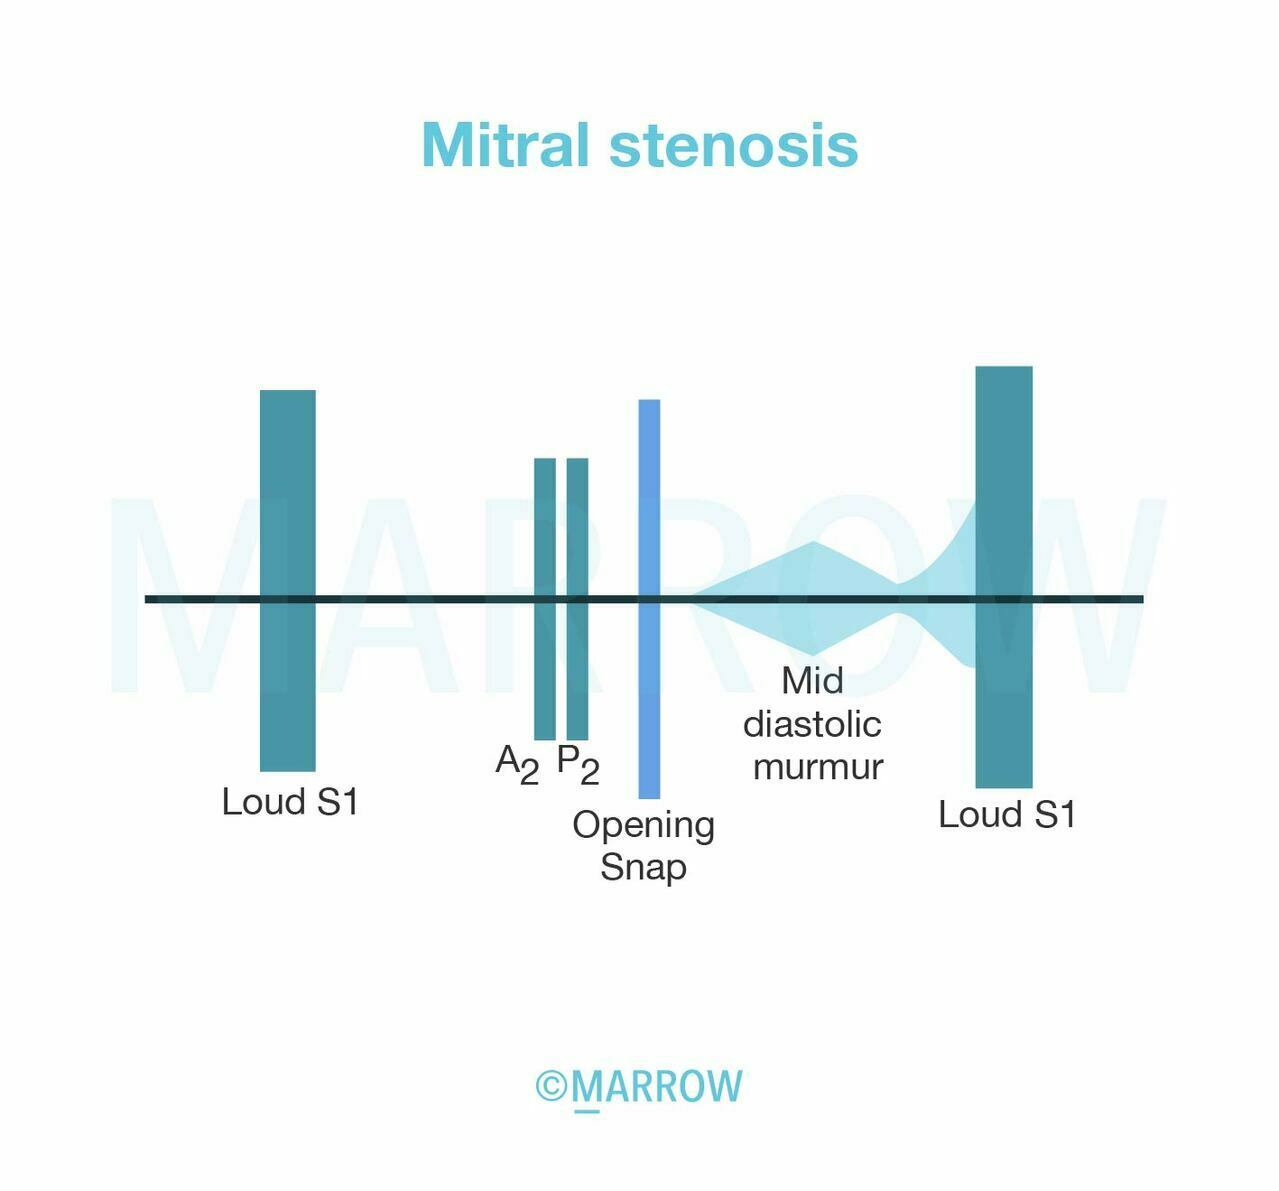 Mitral stenosis
MARROW
A2 P2
Mid
diastolic
murmur
Loud S1
Opening
Snap
Loud S1
©MARROW